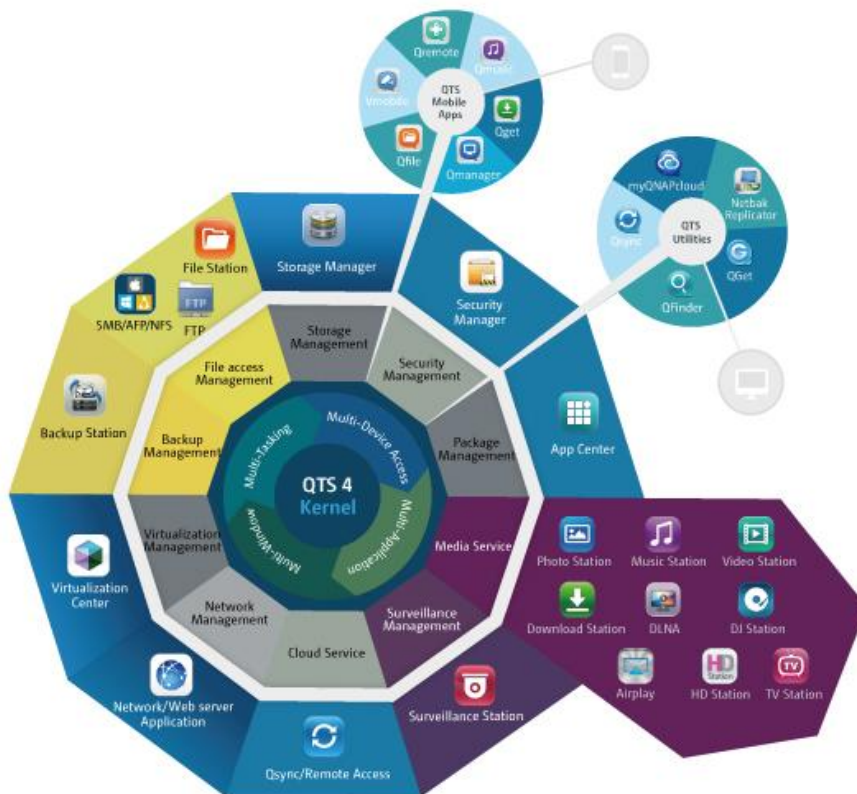 Qremote
Qmusic
Vmobile
QTS
Mobile
Apps
Qget
Qfile
Qmanager
myQNAPcloud
Netbak
Replicator
Qsync
QTS
Utilities
QGet
QFinder
File Station
Storage Manager
SMB/AFP/NFS
FTP
FTP
Security
Manager
Backup Station
App Center
Storage
Management
File access
Management
Security
Management
Backup
Management
Package
Management
Multi-Tasking
Multi-Device Access
QTS 4
Kernel
Multi-Window
Multi-Application
Virtualization
Management
Media Service
Network
Management
Surveillance
Management
Cloud Service
Virtualization
Center
Network/Web server
Application
Qsync/Remote Access
Surveillance Station
Photo Station
Music Station
Video Station
Download Station
DLNA
DJ Station
Airplay
HD
Station
HD Station
TV
TV Station